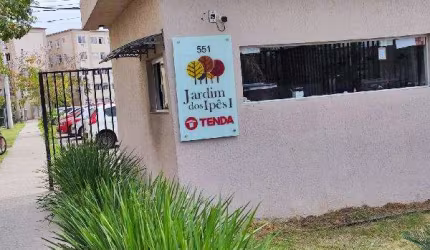 551
Jardim
dos Ipês I
TENDA